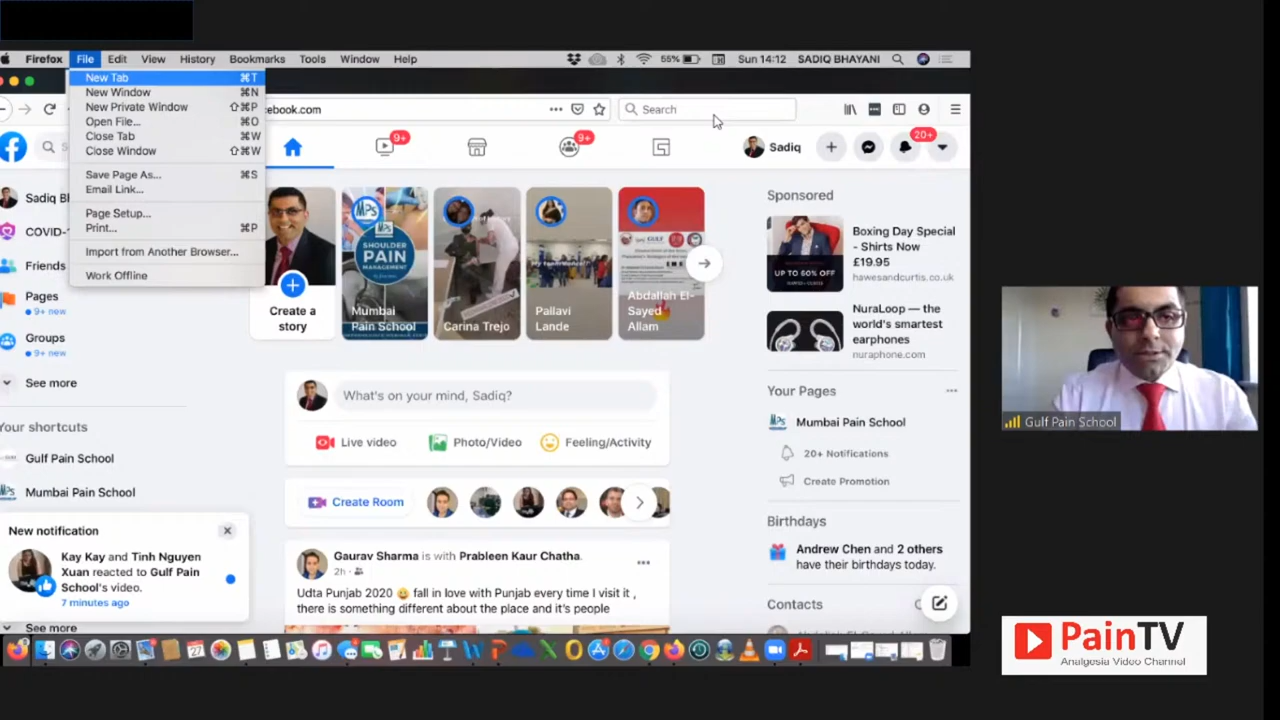 Firefox File Edit View History Bookmarks Tools Window Help 55% Sun 14:12 SADIQ BHAYANI
New Tab ⌘T
New Window ⌘N
New Private Window ⇧⌘P
Open File... ⌘O
Close Tab ⌘W
Close Window ⇧⌘W
Save Page As... ⌘S
Email Link...
Page Setup...
Print... ⌘P
Import from Another Browser...
Work Offline
cebook.com
Search
9+
9+
Sadiq
20+
Sadiq B
COVID-
Friends
Pages
9+ new
Groups
9+ new
See more
Your shortcuts
Gulf Pain School
Mumbai Pain School
New notification
Kay Kay and Tinh Nguyen
Xuan reacted to Gulf Pain
School's video.
7 minutes ago
See more
Create a
story
MPS
MPS
SHOULDER
PAIN
MANAGEMENT
Mumbai
Pain School
Carina Trejo
Pallavi
Lande
GULF
Abdallah El-
Sayed
Allam
What's on your mind, Sadiq?
Live video
Photo/Video
Feeling/Activity
Create Room
Gaurav Sharma is with Prableen Kaur Chatha.
2h
Udta Punjab 2020 😀 fall in love with Punjab every time I visit it ,
there is something different about the place and it's people
Sponsored
UP TO 60% OFF
Boxing Day Special
- Shirts Now
£19.95
hawesandcurtis.co.uk
NuraLoop — the
world's smartest
earphones
nuraphone.com
Your Pages
MPS
Mumbai Pain School
20+ Notifications
Create Promotion
Birthdays
Andrew Chen and 2 others
have their birthdays today.
Contacts
Gulf Pain School
PainTV
Analgesia Video Channel